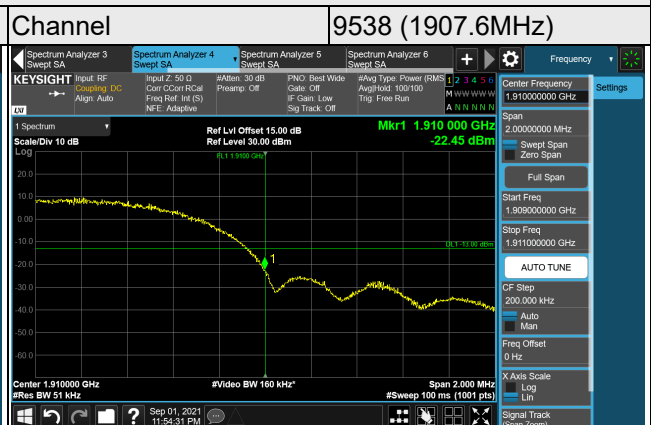 Channel 9538 (1907.6MHz)
Spectrum Analyzer 3 Swept SA
Spectrum Analyzer 4 Swept SA
Spectrum Analyzer 5 Swept SA
Spectrum Analyzer 6 Swept SA
+
Frequency
KEYSIGHT
LXI
Input: RF
Coupling: DC
Align: Auto
Input Z: 50 Ω
Corr CCorr RCal
Freq Ref: Int (S)
NFE: Adaptive
#Atten: 30 dB
Preamp: Off
PNO: Best Wide
Gate: Off
IF Gain: Low
Sig Track: Off
#Avg Type: Power (RMS
Avg|Hold: 100/100
Trig: Free Run
1 2 3 4 5 6
M W W W W W
A N N N N N
1 Spectrum
Scale/Div 10 dB
Ref Lvl Offset 15.00 dB
Ref Level 30.00 dBm
Mkr1 1.910 000 GHz
-22.45 dBm
Log
FL1 1.9100 GHz
20.0
10.0
0.00
-10.0
DL1 -13.00 dBm
1
-20.0
-30.0
-40.0
-50.0
-60.0
Center 1.910000 GHz
#Res BW 51 kHz
#Video BW 160 kHz*
Span 2.000 MHz
#Sweep 100 ms (1001 pts)
Sep 01, 2021
11:54:31 PM
?
Center Frequency
1.910000000 GHz
Settings
Span
2.00000000 MHz
Swept Span
Zero Span
Full Span
Start Freq
1.909000000 GHz
Stop Freq
1.911000000 GHz
AUTO TUNE
CF Step
200.000 kHz
Auto
Man
Freq Offset
0 Hz
X Axis Scale
Log
Lin
Signal Track
(Span Zoom)